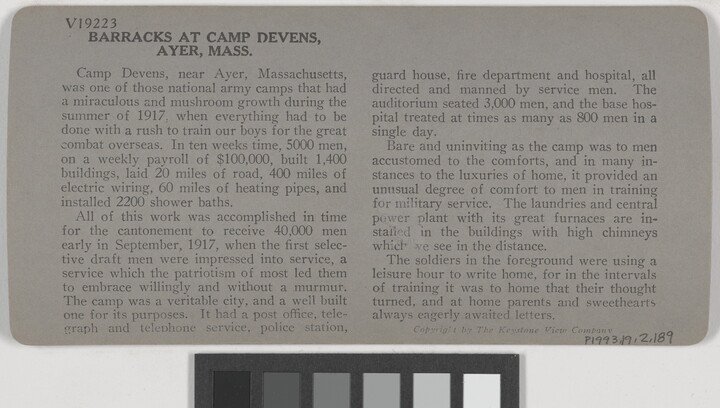 V19223
BARRACKS AT CAMP DEVENS,
AYER, MASS.
Camp Devens, near Ayer, Massachusetts,
was one of those national army camps that had
a miraculous and mushroom growth during the
summer of 1917, when everything had to be
done with a rush to train our boys for the great
combat overseas. In ten weeks time, 5000 men,
on a weekly payroll of $100,000, built 1,400
buildings, laid 20 miles of road, 400 miles of
electric wiring, 60 miles of heating pipes, and
installed 2200 shower baths.
All of this work was accomplished in time
for the cantonement to receive 40,000 men
early in September, 1917, when the first selec-
tive draft men were impressed into service, a
service which the patriotism of most led them
to embrace willingly and without a murmur.
The camp was a veritable city, and a well built
one for its purposes. It had a post office, tele-
graph and telephone service, police station,
guard house, fire department and hospital, all
directed and manned by service men. The
auditorium seated 3,000 men, and the base hos-
pital treated at times as many as 800 men in a
single day.
Bare and uninviting as the camp was to men
accustomed to the comforts, and in many in-
stances to the luxuries of home, it provided an
unusual degree of comfort to men in training
for military service. The laundries and central
power plant with its great furnaces are in-
stalled in the buildings with high chimneys
which we see in the distance.
The soldiers in the foreground were using a
leisure hour to write home, for in the intervals
of training it was to home that their thought
turned, and at home parents and sweethearts
always eagerly awaited letters.
Copyright by The Keystone View Company
P1993.19.2.189